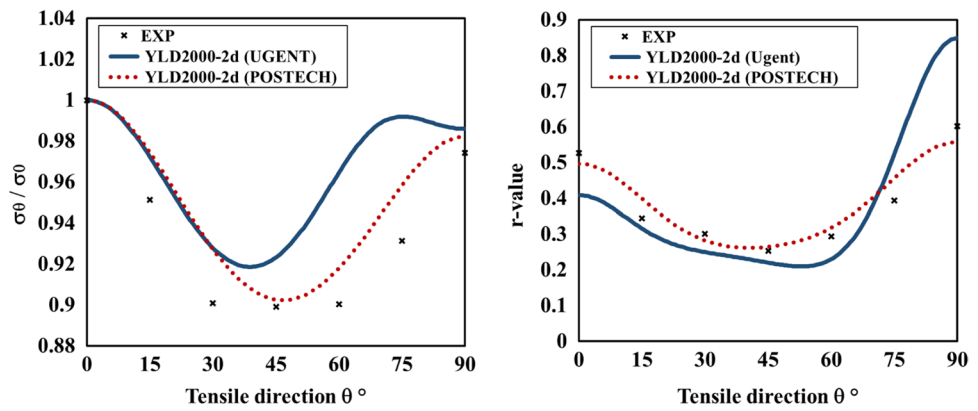 1.04
1.02
1
0.98
0.96
0.94
0.92
0.9
0.88
σθ / σ0
EXP
YLD2000-2d (UGENT)
YLD2000-2d (POSTECH)
0 15 30 45 60 75 90
Tensile direction θ °
0.9
0.8
0.7
0.6
0.5
0.4
0.3
0.2
0.1
0
r-value
EXP
YLD2000-2d (Ugent)
YLD2000-2d (POSTECH)
0 15 30 45 60 75 90
Tensile direction θ °